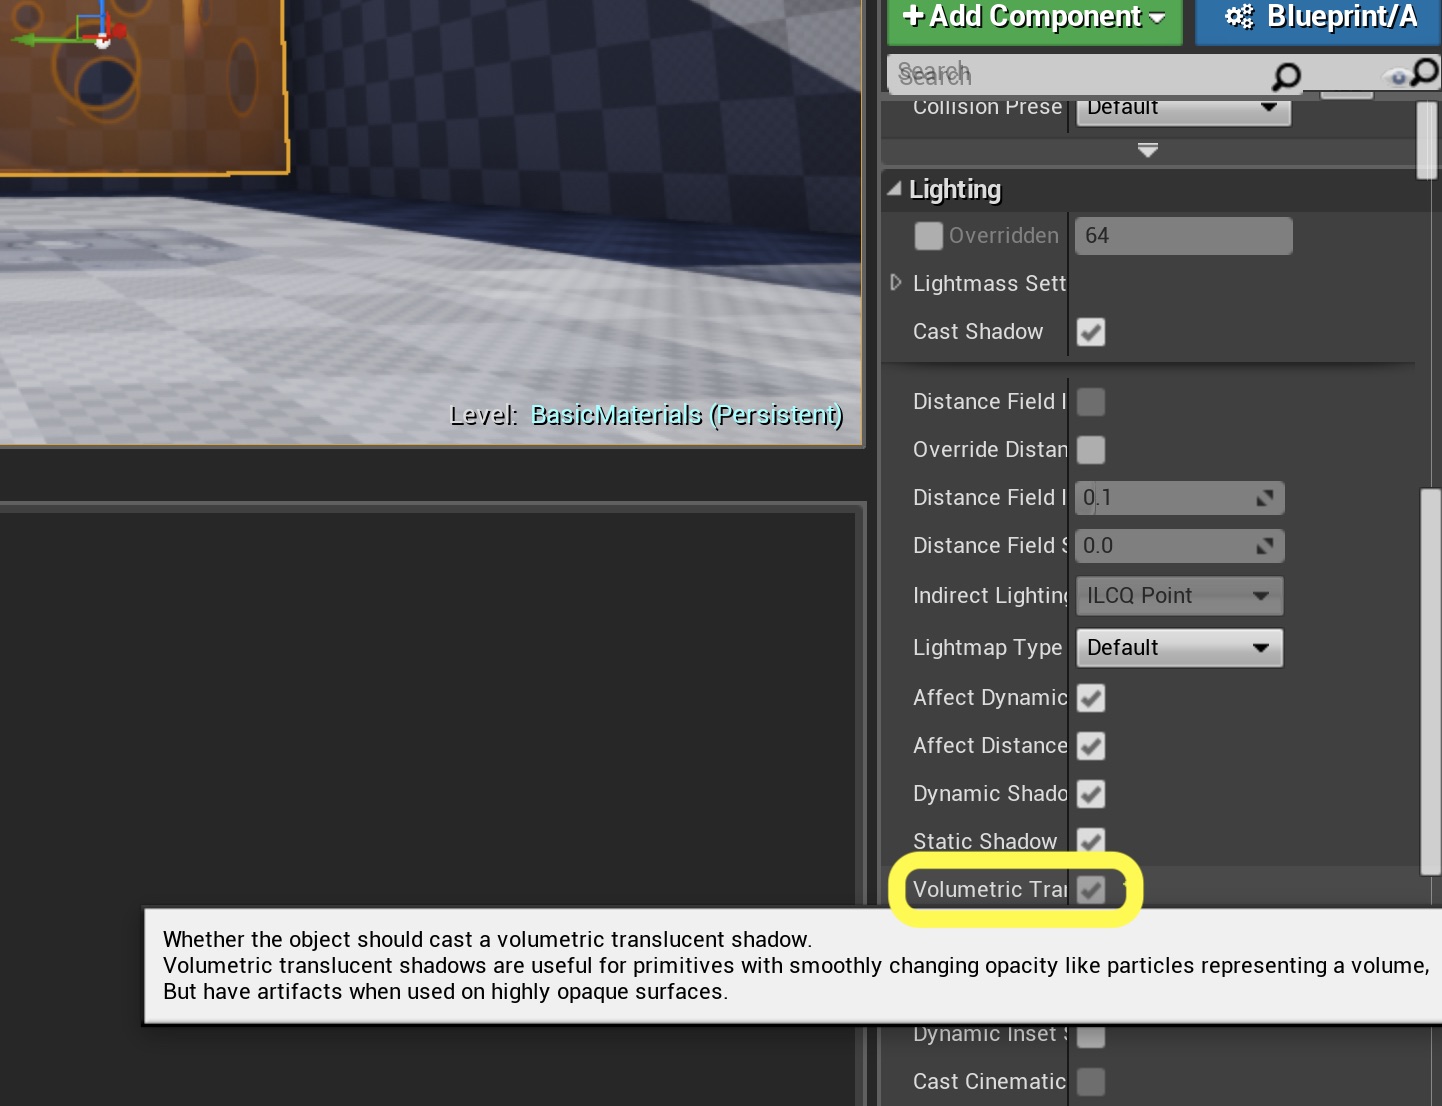 Add Component
Blueprint/A
Search
Search
Collision Prese
Default
Lighting
Overridden
64
Lightmass Sett
Cast Shadow
Level: BasicMaterials (Persistent)
Distance Field I
Override Distan
Distance Field I
0.1
Distance Field S
0.0
Indirect Lighting
ILCQ Point
Lightmap Type
Default
Affect Dynamic
Affect Distance
Dynamic Shado
Static Shadow
Volumetric Tran
Whether the object should cast a volumetric translucent shadow.
Volumetric translucent shadows are useful for primitives with smoothly changing opacity like particles representing a volume,
But have artifacts when used on highly opaque surfaces.
Dynamic Inset S
Cast Cinematic